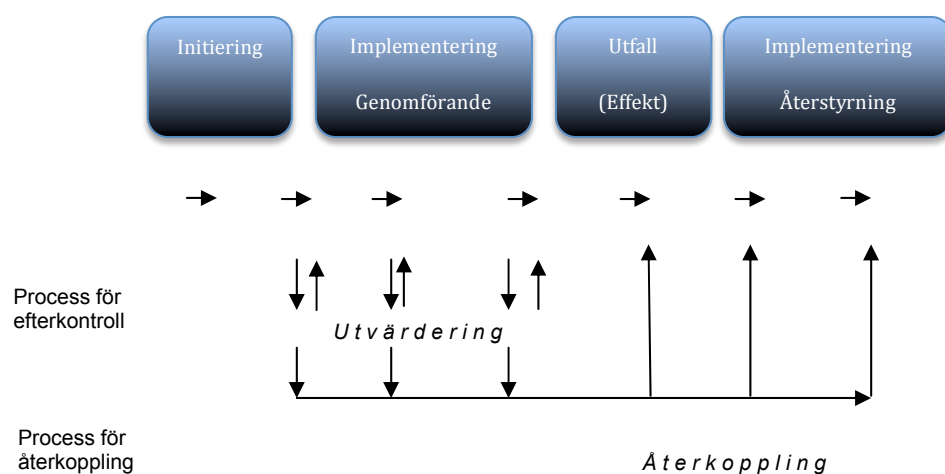 Initiering
Implementering
Genomförande
Utfall
(Effekt)
Implementering
Återstyrning
Process för
efterkontroll
Utvärdering
Process för
återkoppling
Återkoppling